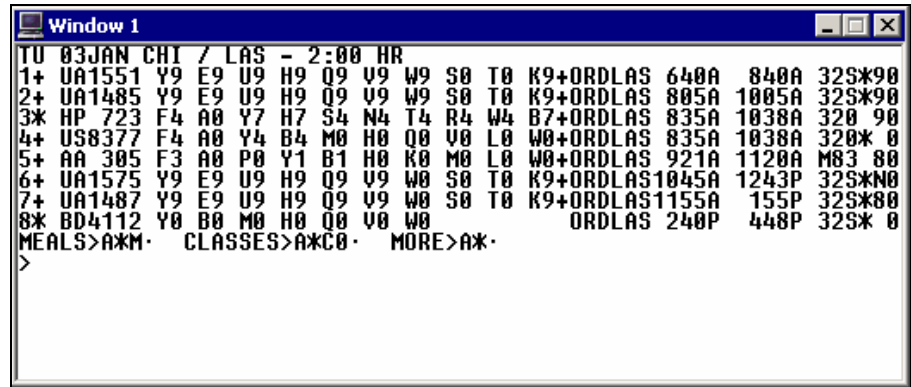 Window 1
TU 03JAN CHI / LAS - 2:00 HR
1+ UA1551 Y9 E9 U9 H9 Q9 V9 W9 S0 T0 K9+ORDLAS 640A 840A 32S*90
2+ UA1485 Y9 E9 U9 H9 Q9 V9 W9 S0 T0 K9+ORDLAS 805A 1005A 32S*90
3* HP 723 F4 A0 Y7 H7 S4 N4 T4 R4 W4 B7+ORDLAS 835A 1038A 320 90
4+ US8377 F4 A0 Y4 B4 M0 H0 Q0 V0 L0 W0+ORDLAS 835A 1038A 320* 0
5+ AA 305 F3 A0 P0 Y1 B1 H0 K0 M0 L0 W0+ORDLAS 921A 1120A M83 80
6+ UA1575 Y9 E9 U9 H9 Q9 V9 W0 S0 T0 K9+ORDLAS1045A 1243P 32S*N0
7+ UA1487 Y9 E9 U9 H9 Q9 V9 W0 S0 T0 K9+ORDLAS1155A 155P 32S*80
8* BD4112 Y0 B0 M0 H0 Q0 V0 W0 ORDLAS 240P 448P 32S* 0
MEALS>A*M· CLASSES>A*C0· MORE>A*·
>